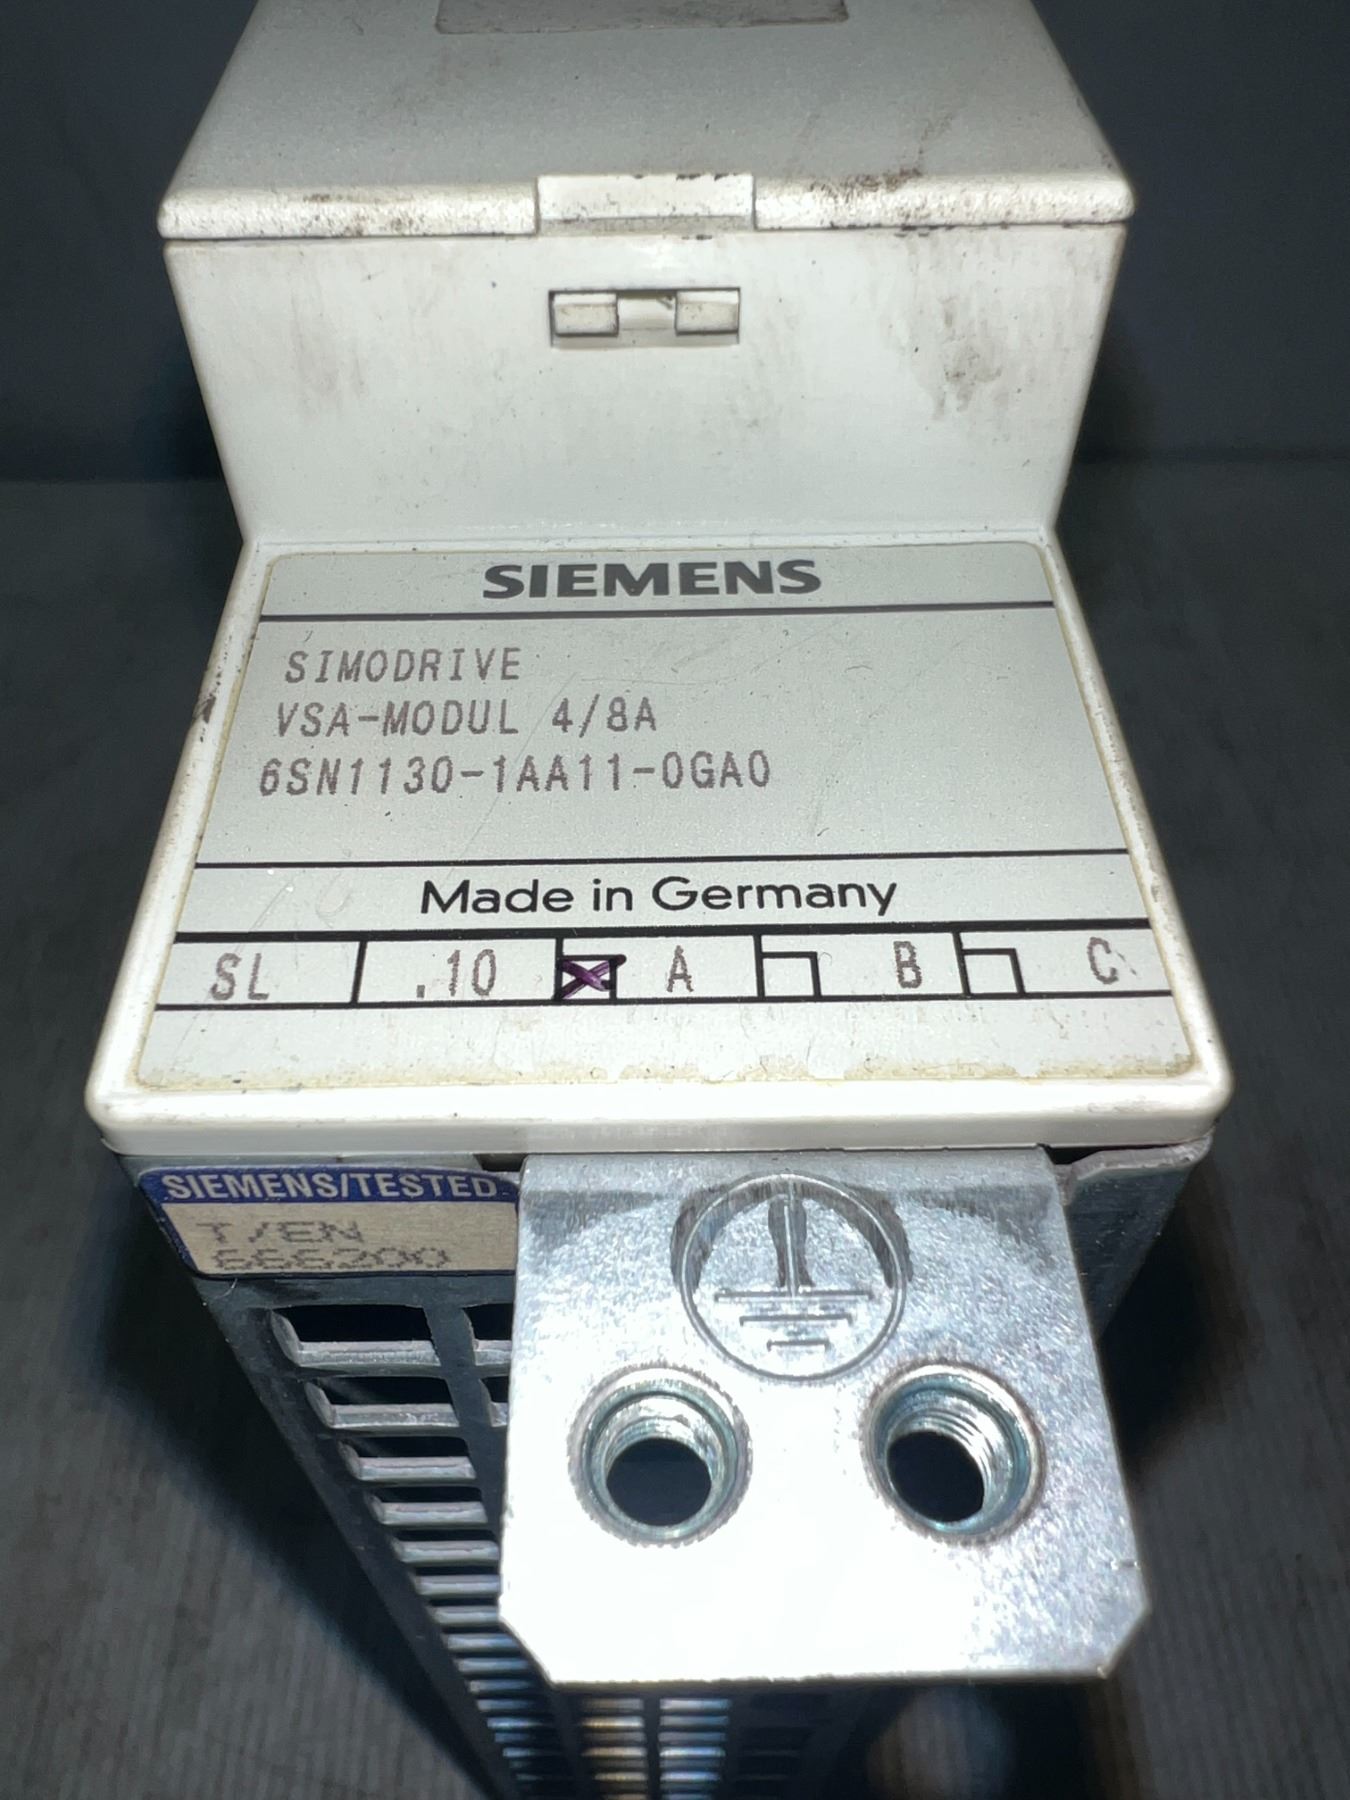 SIEMENS
SIMODRIVE
VSA-MODUL 4/8A
6SN1130-1AA11-0GA0
Made in Germany
SL .10 A B C
SIEMENS/TESTED
T/EN
666200